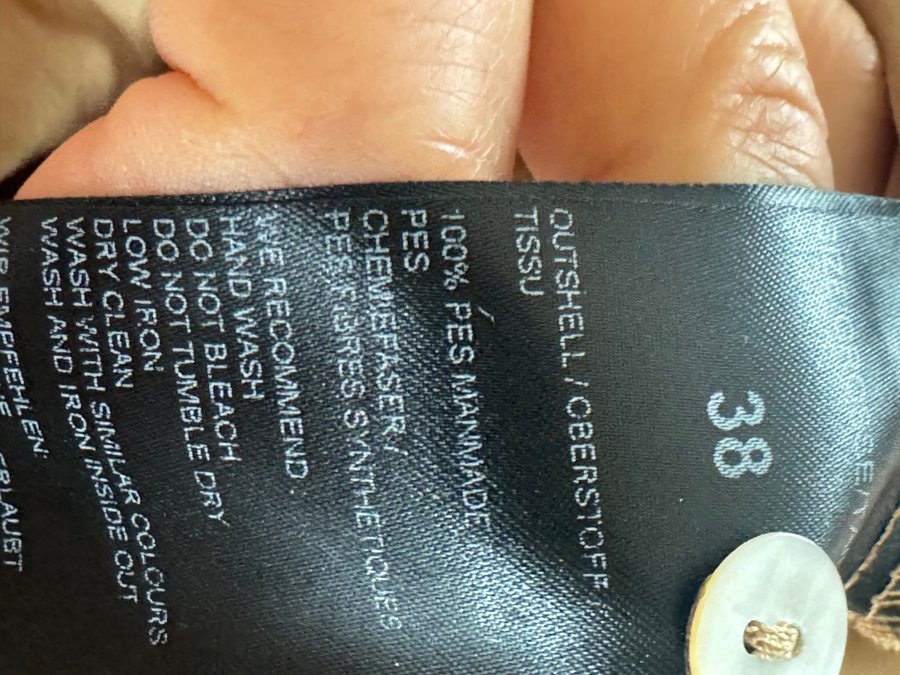 38
OUTSHELL / OBERSTOFF /
TISSU
100% PES MANMADE
PES
CHEMIEFASER /
PES FIBRES SYNTHETIQUES
WE RECOMMEND:
HAND WASH
DO NOT BLEACH
DO NOT TUMBLE DRY
LOW IRON
DRY CLEAN
WASH WITH SIMILAR COLOURS
WASH AND IRON INSIDE OUT
WIR EMPFEHLEN:
ERLAUBT